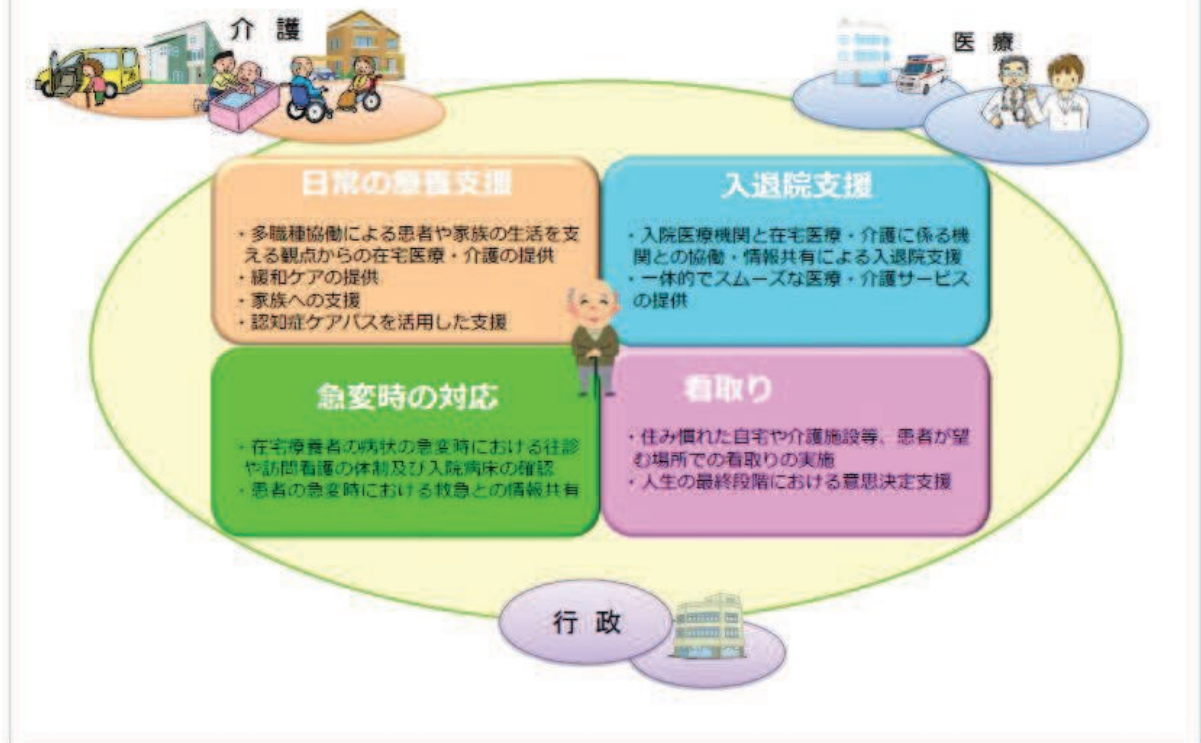 介 護
医 療
日常の療養支援
・多職種協働による患者や家族の生活を支
える観点からの在宅医療・介護の提供
・緩和ケアの提供
・家族への支援
・認知症ケアパスを活用した支援
入退院支援
・入院医療機関と在宅医療・介護に係る機
関との協働・情報共有による入退院支援
・一体的でスムーズな医療・介護サービス
の提供
急変時の対応
・在宅療養者の病状の急変時における往診
や訪問看護の体制及び入院病床の確認
・患者の急変時における救急との情報共有
看取り
・住み慣れた自宅や介護施設等、患者が望
む場所での看取りの実施
・人生の最終段階における意思決定支援
行 政